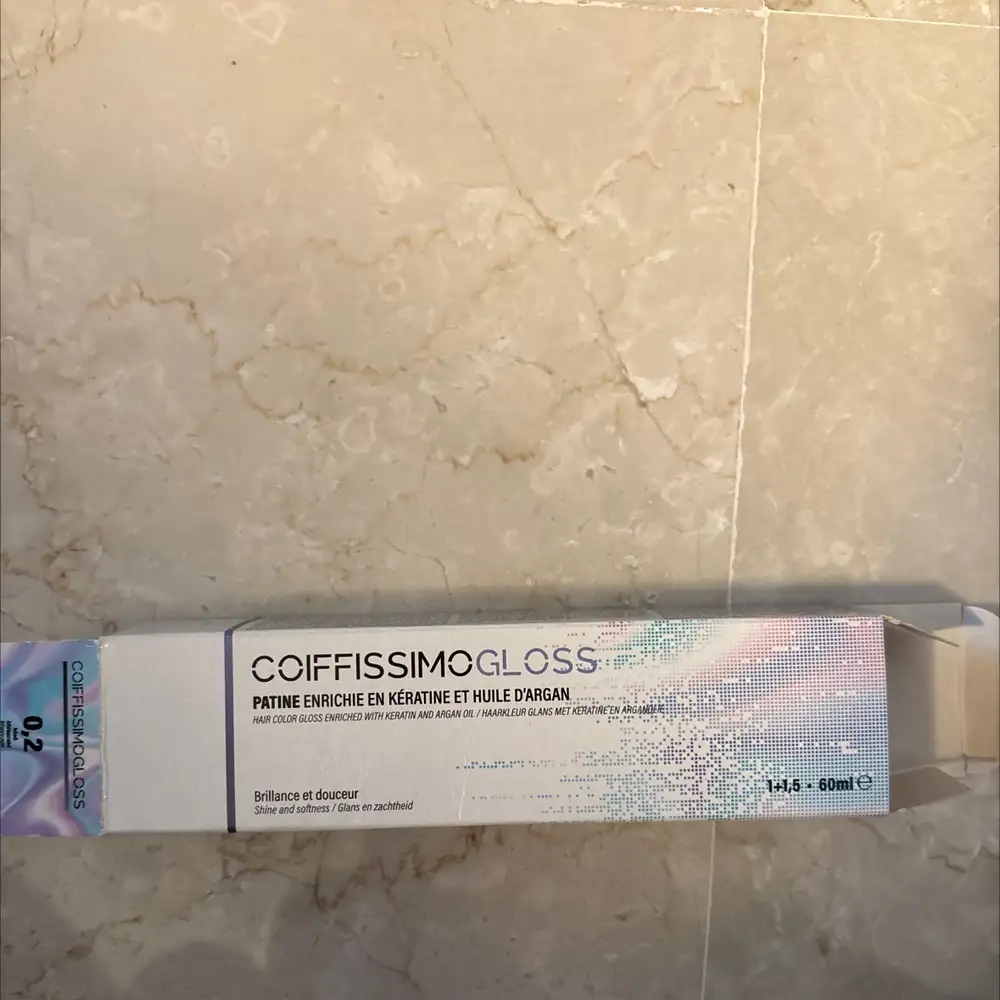 COIFFISSIMOGLOSS
PATINE ENRICHIE EN KÉRATINE ET HUILE D'ARGAN
HAIR COLOR GLOSS ENRICHED WITH KERATIN AND ARGAN OIL / HAARKLEUR GLANS MET KERATINE EN ARGANOLIE
Brillance et douceur
Shine and softness / Glans en zachtheid
1+1,5 • 60ml ℮
COIFFISSIMOGLOSS
0,2